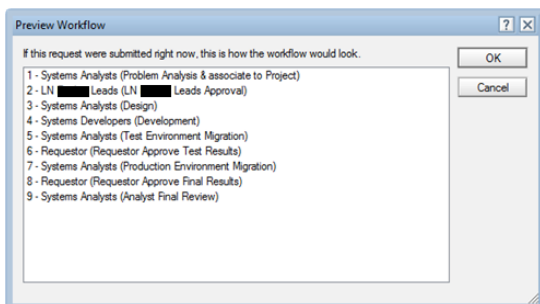 Preview Workflow
If this request were submitted right now, this is how the workflow would look.
OK
Cancel
1 - Systems Analysts (Problem Analysis & associate to Project)
2 - LN Leads (LN Leads Approval)
3 - Systems Analysts (Design)
4 - Systems Developers (Development)
5 - Systems Analysts (Test Environment Migration)
6 - Requestor (Requestor Approve Test Results)
7 - Systems Analysts (Production Environment Migration)
8 - Requestor (Requestor Approve Final Results)
9 - Systems Analysts (Analyst Final Review)